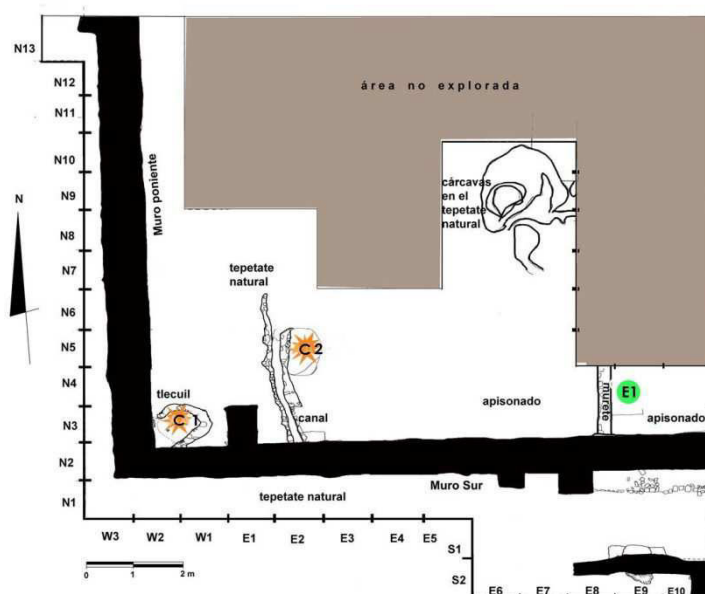 N13
N12
N11
N10
N9
N8
N7
N6
N5
N4
N3
N2
N1
N
Muro poniente
área no explorada
cárcavas
en el
tepetate
natural
tepetate
natural
C 2
tlecuil
C 1
canal
apisonado
murete
E1
apisonado
Muro Sur
tepetate natural
W3 W2 W1 E1 E2 E3 E4 E5
S1
S2
E6 E7 E8 E9 E10
0 1 2 m